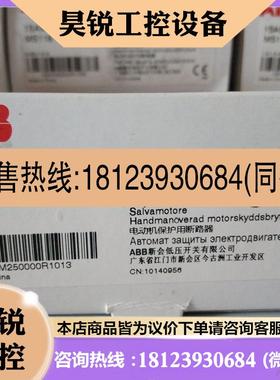 昊锐工控设备
ABB
售热线:18123930684(同
Salvamotore
Handmanövrerad motorskyddsbryt
电动机保护用断路器
Автомат защиты электродвигате
ABB新会低压开关有限公司
广东省江门市新会区今古洲工业开发区
M250000R1013
CN:10140956
本店商品皆为议价下单请咨询客服
锐
控
咨询热线:18123930684 (微